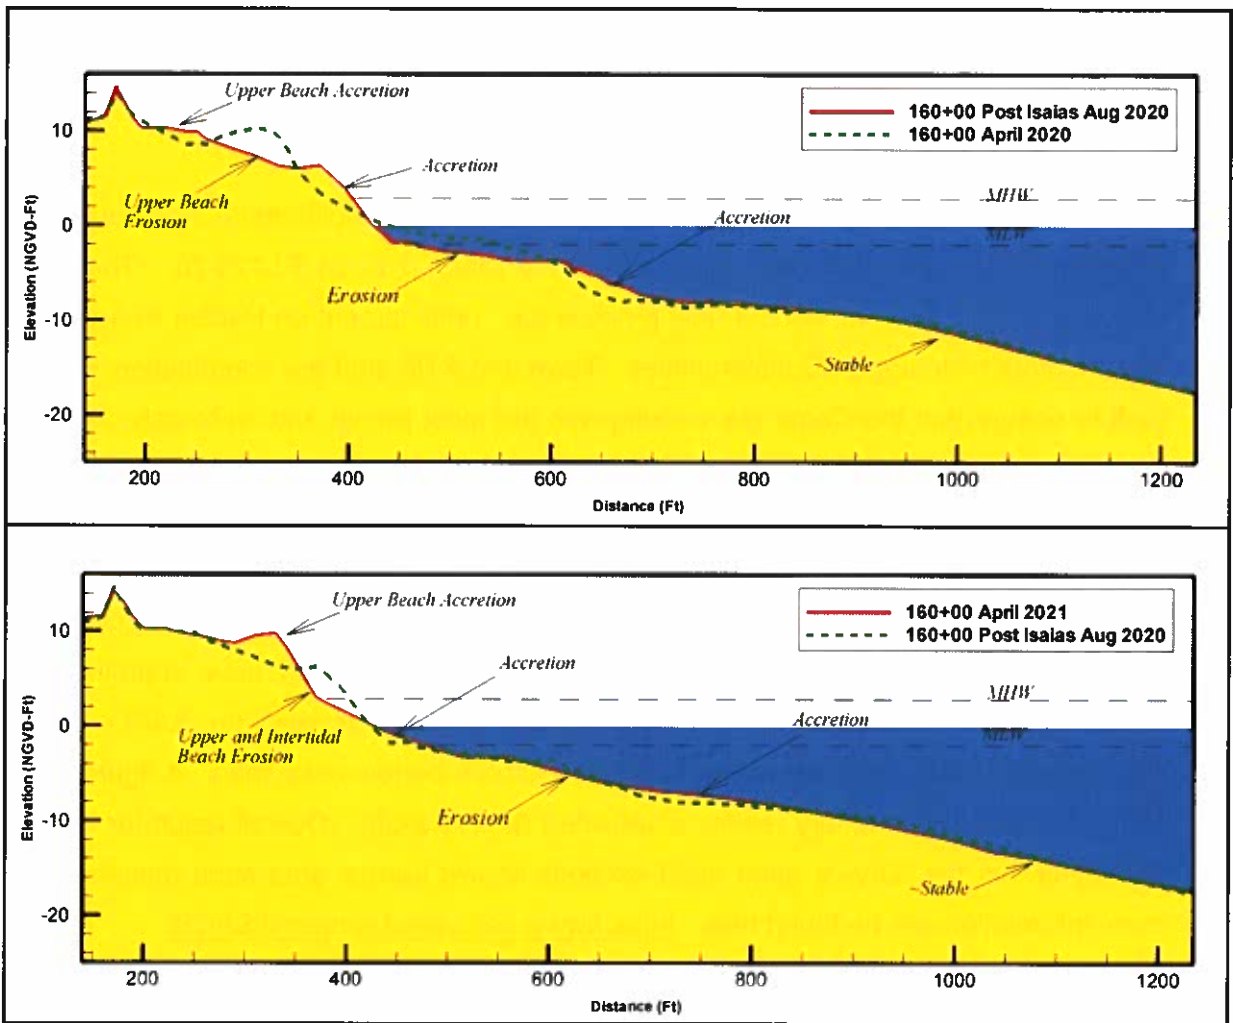 Upper Beach Accretion
160+00 Post Isaias Aug 2020
160+00 April 2020
10
Accretion
MHW
Upper Beach
Erosion
Accretion
0
MLW
Elevation (NGVD-Ft)
Erosion
-10
~Stable
-20
200 400 600 800 1000 1200
Distance (Ft)
Upper Beach Accretion
160+00 April 2021
160+00 Post Isaias Aug 2020
10
Accretion
MHW
Accretion
0
Upper and Intertidal
Beach Erosion
MLW
Elevation (NGVD-Ft)
Erosion
-10
~Stable
-20
200 400 600 800 1000 1200
Distance (Ft)